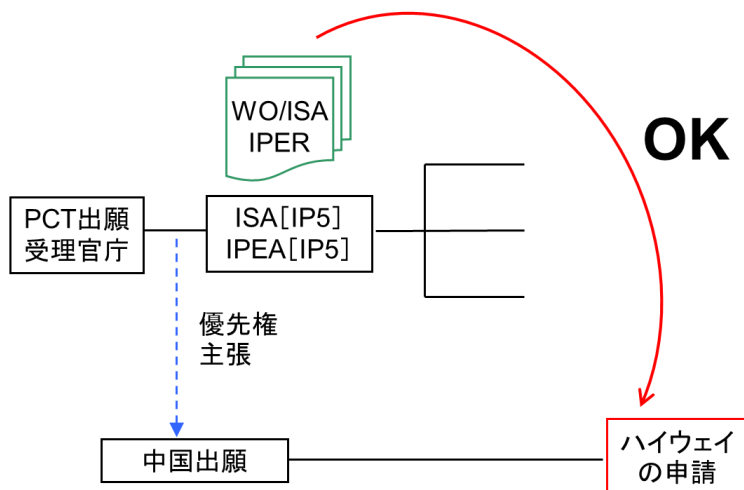 WO/ISA
IPER
OK
PCT出願
受理官庁
ISA[IP5]
IPEA[IP5]
優先権
主張
中国出願
ハイウェイ
の申請